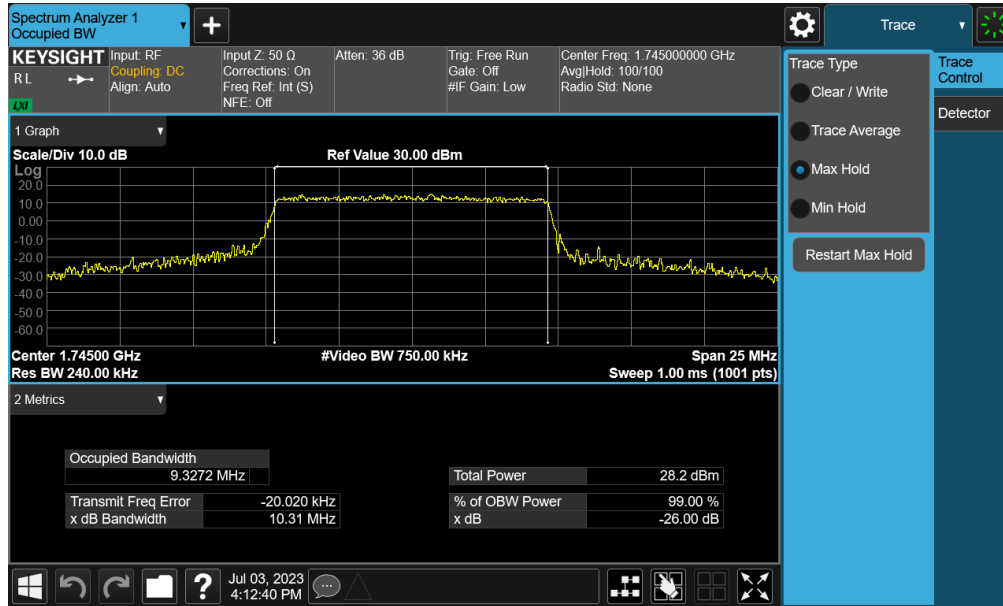 Spectrum Analyzer 1
Occupied BW
Trace
KEYSIGHT
R L
LXI
Input: RF
Coupling: DC
Align: Auto
Input Z: 50 Ω
Corrections: On
Freq Ref: Int (S)
NFE: Off
Atten: 36 dB
Trig: Free Run
Gate: Off
#IF Gain: Low
Center Freq: 1.745000000 GHz
Avg|Hold: 100/100
Radio Std: None
1 Graph
Scale/Div 10.0 dB
Ref Value 30.00 dBm
Log
20.0
10.0
0.00
-10.0
-20.0
-30.0
-40.0
-50.0
-60.0
Center 1.74500 GHz
#Video BW 750.00 kHz
Span 25 MHz
Res BW 240.00 kHz
Sweep 1.00 ms (1001 pts)
2 Metrics
Occupied Bandwidth
9.3272 MHz
Total Power 28.2 dBm
Transmit Freq Error -20.020 kHz
% of OBW Power 99.00 %
x dB Bandwidth 10.31 MHz
x dB -26.00 dB
Trace Type
Clear / Write
Trace Average
Max Hold
Min Hold
Restart Max Hold
Trace
Control
Detector
?
Jul 03, 2023
4:12:40 PM